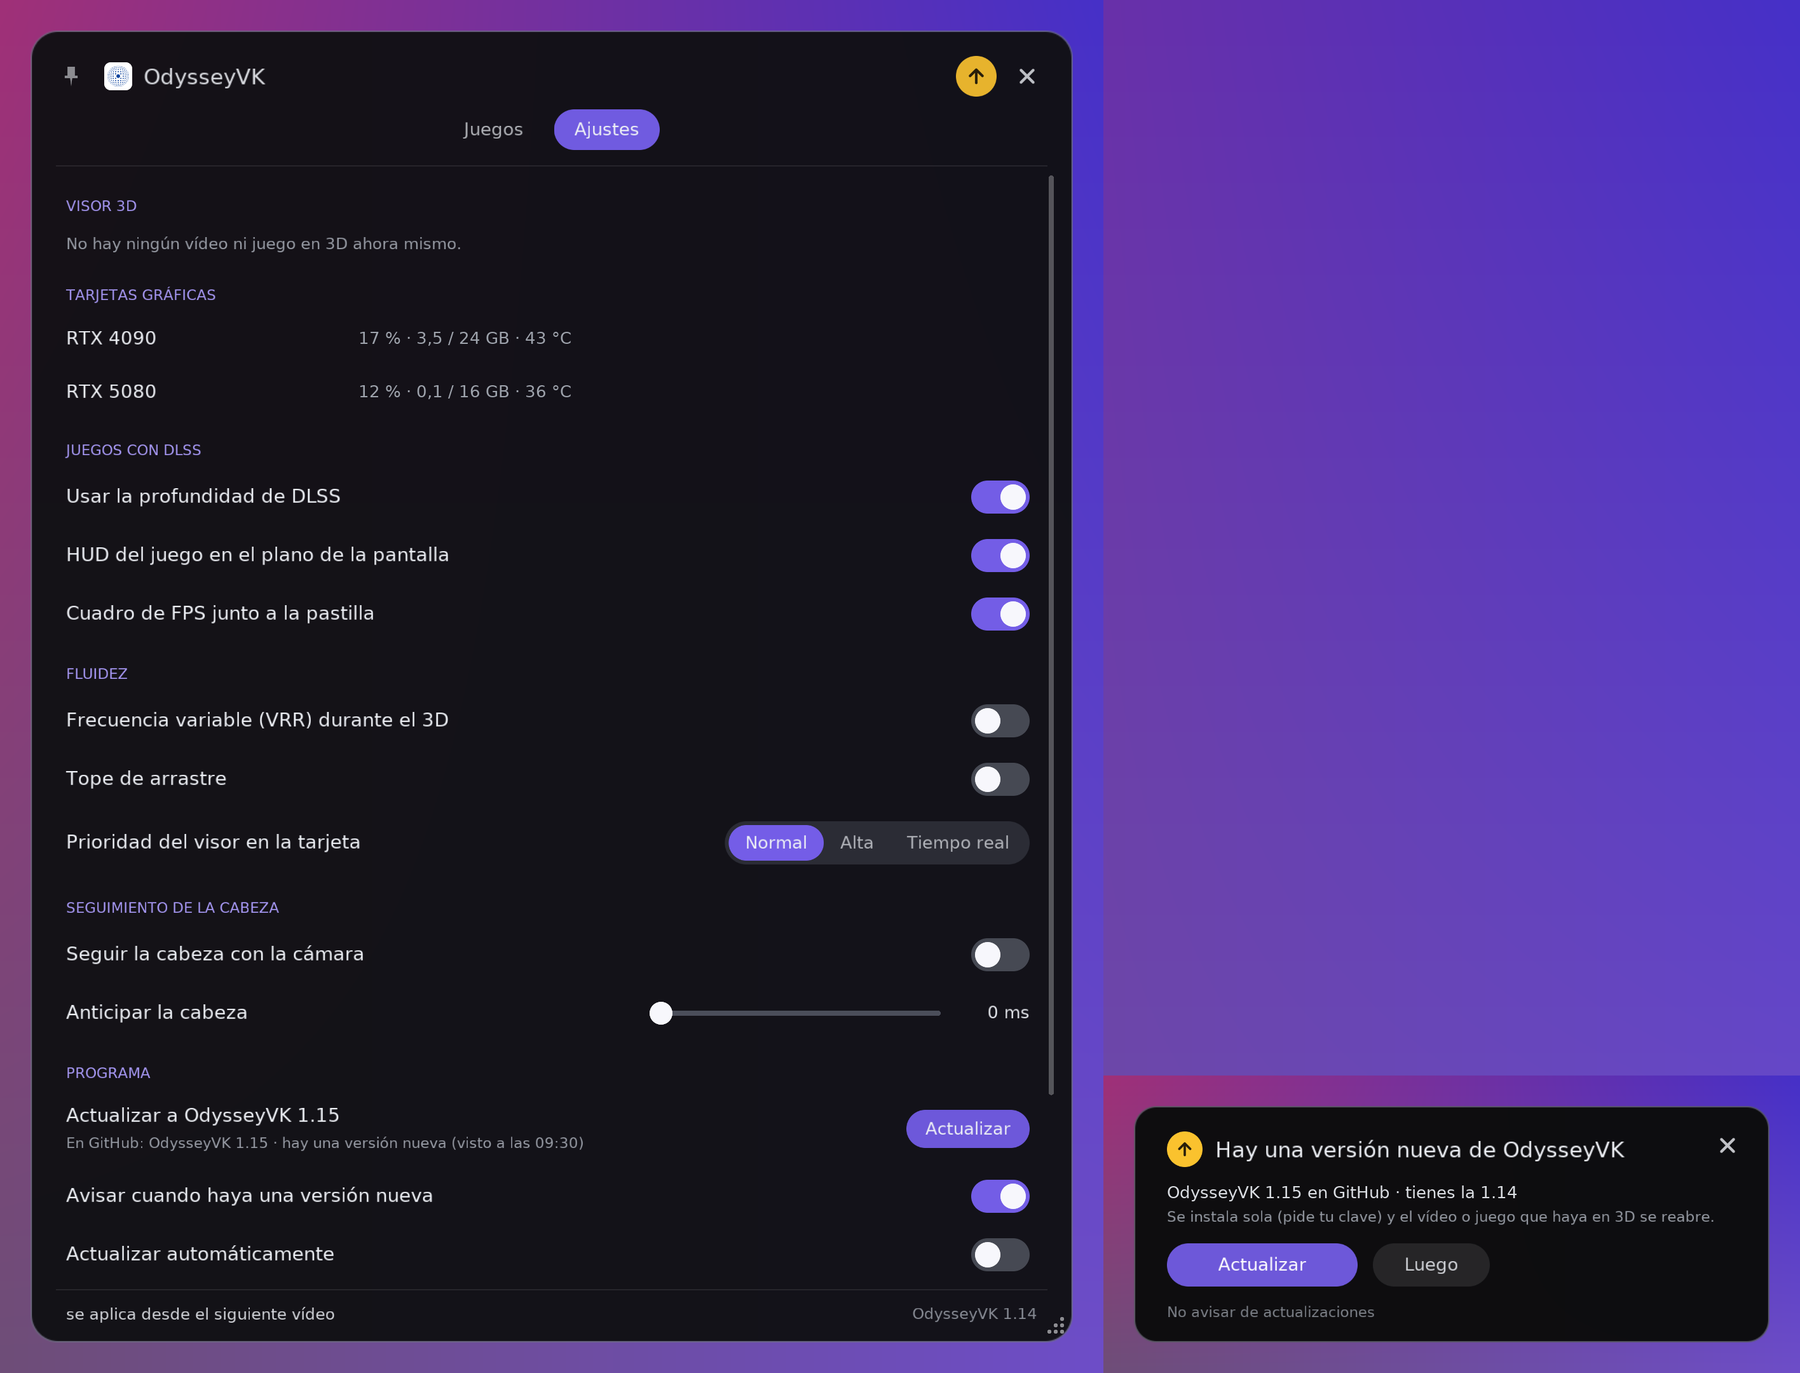 OdysseyVK
Juegos
Ajustes
VISOR 3D
No hay ningún vídeo ni juego en 3D ahora mismo.
TARJETAS GRÁFICAS
RTX 4090 17 % · 3,5 / 24 GB · 43 °C
RTX 5080 12 % · 0,1 / 16 GB · 36 °C
JUEGOS CON DLSS
Usar la profundidad de DLSS
HUD del juego en el plano de la pantalla
Cuadro de FPS junto a la pastilla
FLUIDEZ
Frecuencia variable (VRR) durante el 3D
Tope de arrastre
Prioridad del visor en la tarjeta Normal Alta Tiempo real
SEGUIMIENTO DE LA CABEZA
Seguir la cabeza con la cámara
Anticipar la cabeza 0 ms
PROGRAMA
Actualizar a OdysseyVK 1.15
En GitHub: OdysseyVK 1.15 · hay una versión nueva (visto a las 09:30)
Actualizar
Avisar cuando haya una versión nueva
Actualizar automáticamente
se aplica desde el siguiente vídeo OdysseyVK 1.14
Hay una versión nueva de OdysseyVK
OdysseyVK 1.15 en GitHub · tienes la 1.14
Se instala sola (pide tu clave) y el vídeo o juego que haya en 3D se reabre.
Actualizar Luego
No avisar de actualizaciones